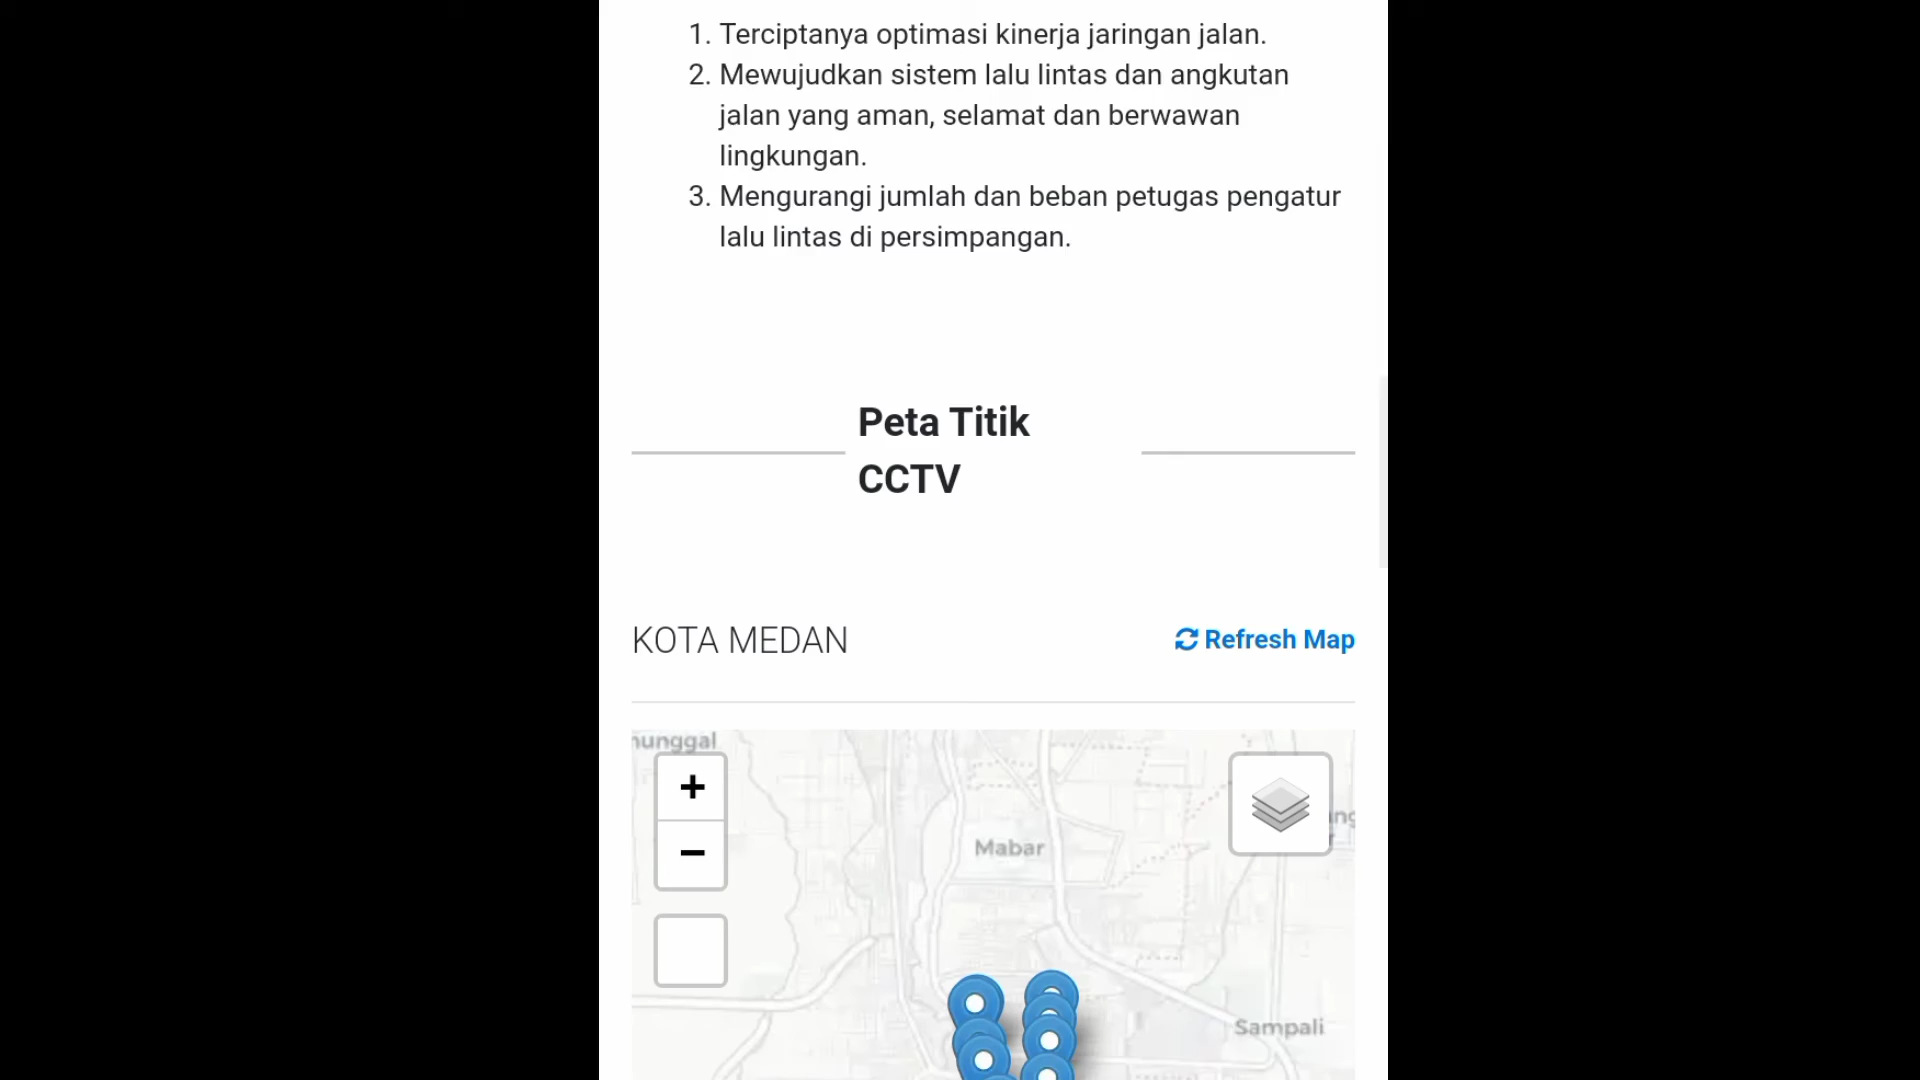 1. Terciptanya optimasi kinerja jaringan jalan.
2. Mewujudkan sistem lalu lintas dan angkutan
jalan yang aman, selamat dan berwawan
lingkungan.
3. Mengurangi jumlah dan beban petugas pengatur
lalu lintas di persimpangan.
Peta Titik
CCTV
KOTA MEDAN
Refresh Map
+
−
Mabar
Sampali